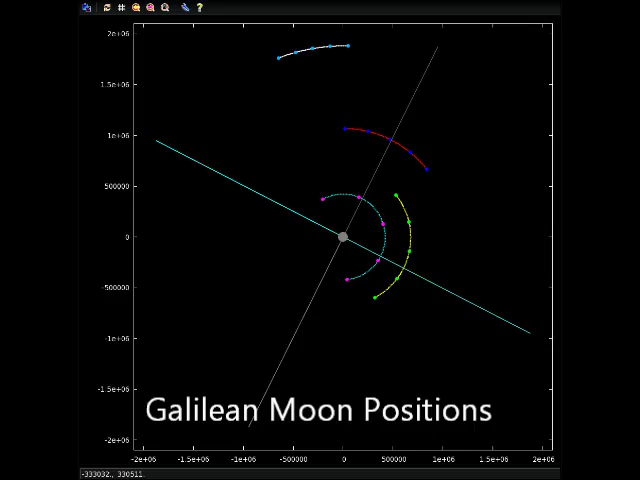 2e+06
1.5e+06
1e+06
500000
0
-500000
-1e+06
-1.5e+06
-2e+06
Galilean Moon Positions
-2e+06 -1.5e+06 -1e+06 -500000 0 500000 1e+06 1.5e+06 2e+06
-333032., 330511.